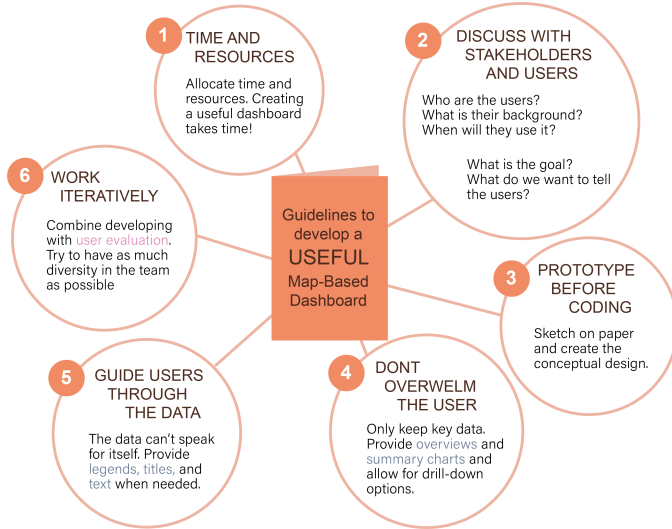 Guidelines to
develop a
USEFUL
Map-Based
Dashboard
1
TIME AND
RESOURCES
Allocate time and
resources. Creating
a useful dashboard
takes time!
2
DISCUSS WITH
STAKEHOLDERS
AND USERS
Who are the users?
What is their background?
When will they use it?
What is the goal?
What do we want to tell
the users?
3
PROTOTYPE
BEFORE
CODING
Sketch on paper
and create the
conceptual design.
4
DONT
OVERWELM
THE USER
Only keep key data.
Provide overviews and
summary charts and
allow for drill-down
options.
5
GUIDE USERS
THROUGH
THE DATA
The data can't speak
for itself. Provide
legends, titles, and
text when needed.
6
WORK
ITERATIVELY
Combine developing
with user evaluation.
Try to have as much
diversity in the team
as possible